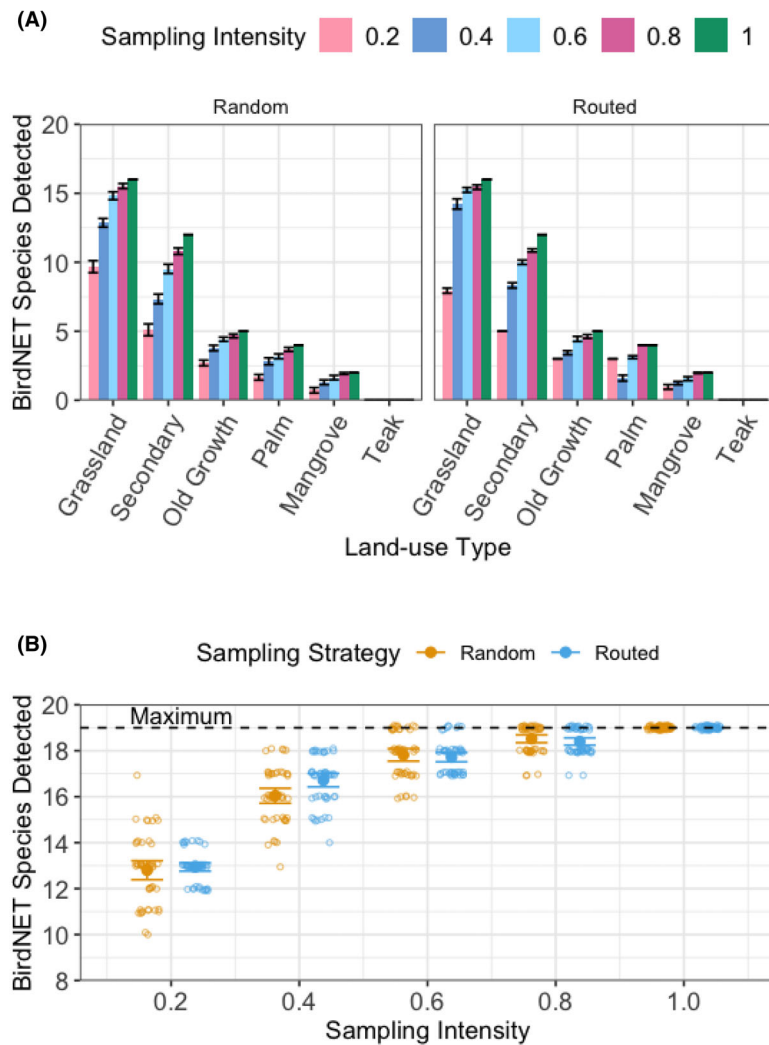 (A)
Sampling Intensity 0.2 0.4 0.6 0.8 1
Random Routed
BirdNET Species Detected
20
15
10
5
0
Grassland Secondary Old Growth Palm Mangrove Teak Grassland Secondary Old Growth Palm Mangrove Teak
Land-use Type
(B)
Sampling Strategy Random Routed
BirdNET Species Detected
20
18
16
14
12
10
8
Maximum
0.2 0.4 0.6 0.8 1.0
Sampling Intensity